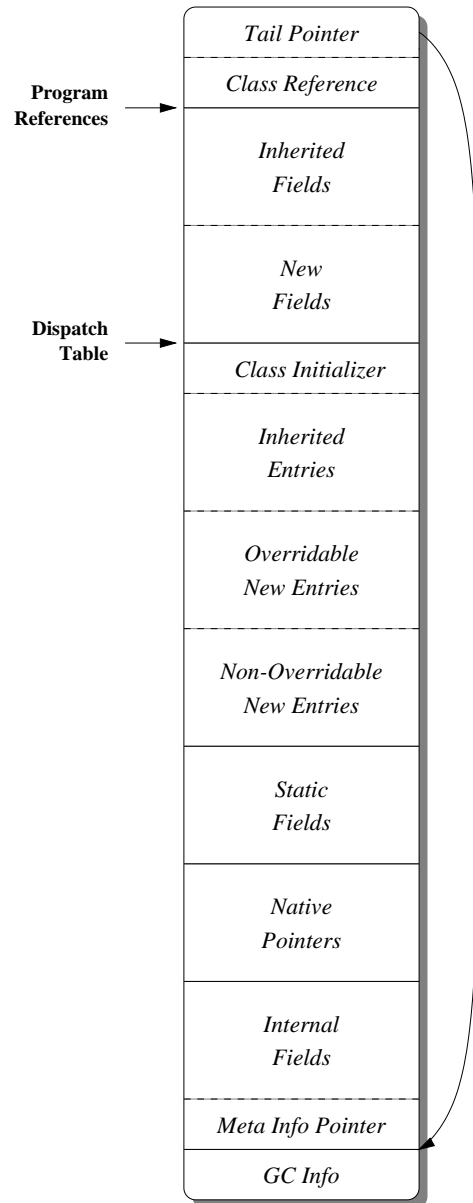 Tail Pointer
Class Reference
Program
References
Inherited
Fields
New
Fields
Dispatch
Table
Class Initializer
Inherited
Entries
Overridable
New Entries
Non-Overridable
New Entries
Static
Fields
Native
Pointers
Internal
Fields
Meta Info Pointer
GC Info